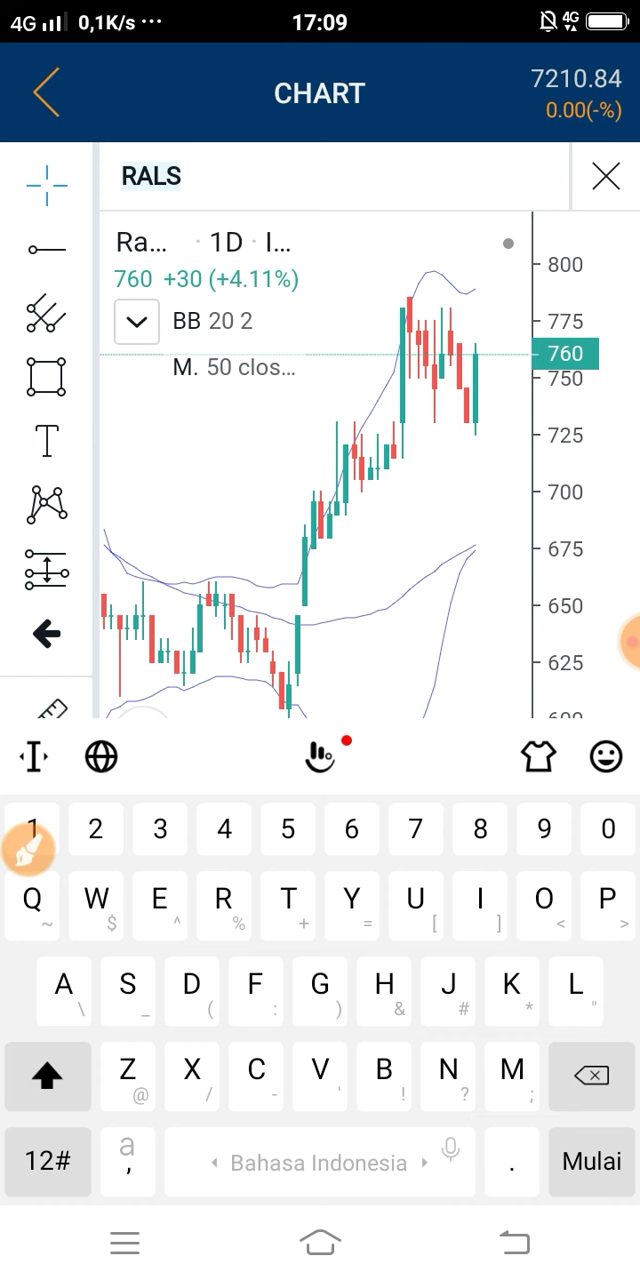 4G 0,1K/s ··· 17:09 4G
CHART
7210.84
0.00(-%)
RALS
Ra... · 1D · I...
760 +30 (+4.11%)
BB 20 2
M. 50 clos...
800
775
760
750
725
700
675
650
625
600
1 2 3 4 5 6 7 8 9 0
Q W E R T Y U I O P
~ $ ^ % + = [ ] < >
A S D F G H J K L
\ _ ( : ) & # * "
Z X C V B N M
@ / - ' ! ? ;
12# a , Bahasa Indonesia . Mulai